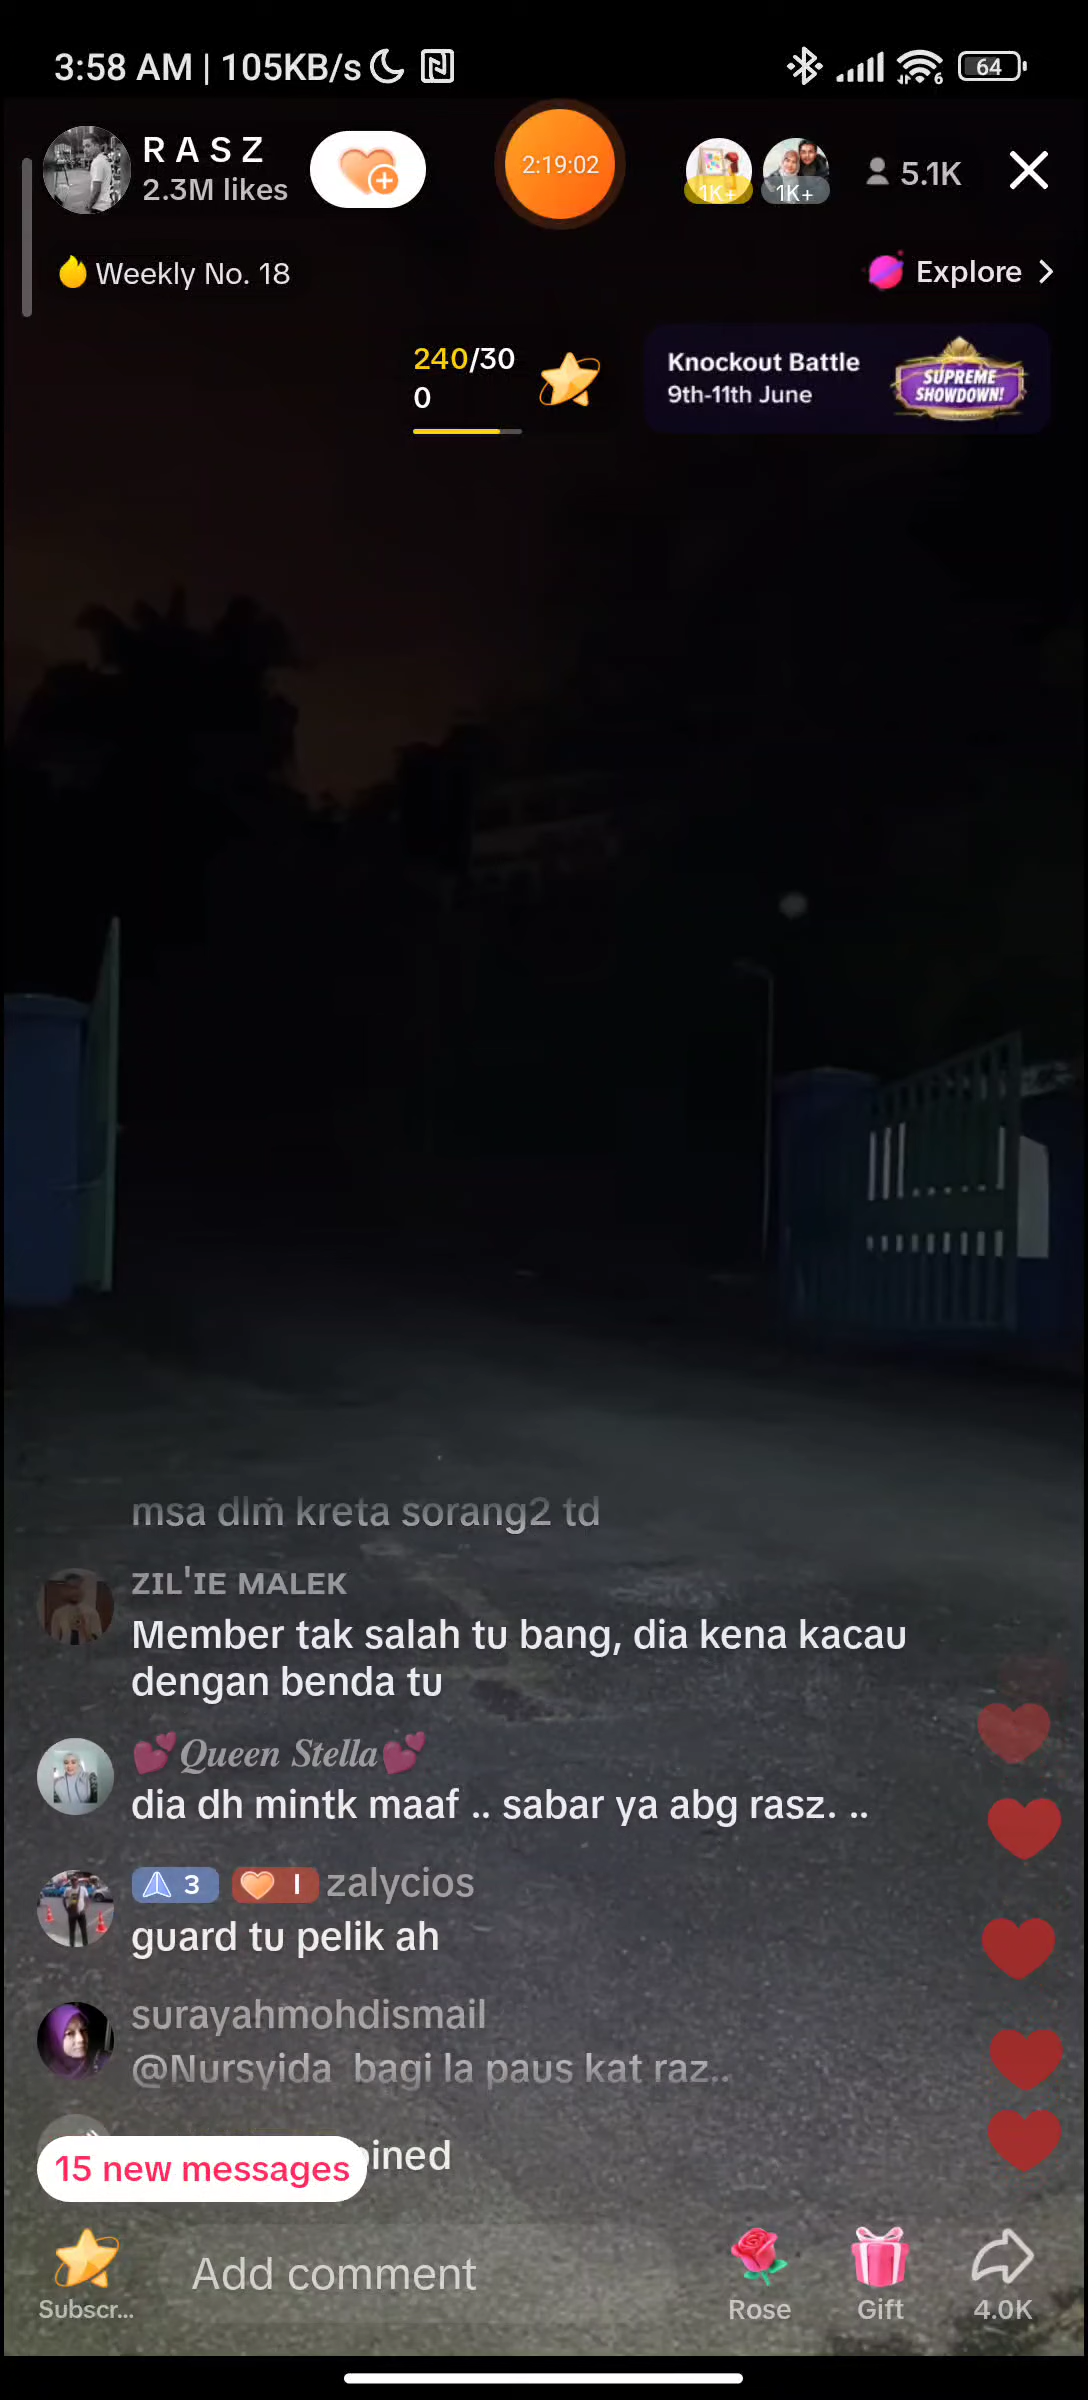 3:58 AM | 105KB/s
64
R A S Z
2.3M likes
2:19:02
1K+
1K+
5.1K
Weekly No. 18
Explore
240/30
0
Knockout Battle
9th-11th June
SUPREME
SHOWDOWN!
msa dlm kreta sorang2 td
ZIL'IE MALEK
Member tak salah tu bang, dia kena kacau
dengan benda tu
💕Queen Stella💕
dia dh mintk maaf .. sabar ya abg rasz. ..
3 I zalycios
guard tu pelik ah
surayahmohdismail
@Nursyida bagi la paus kat raz..
15 new messages
Add comment
Subscr...
Rose
Gift
4.0K